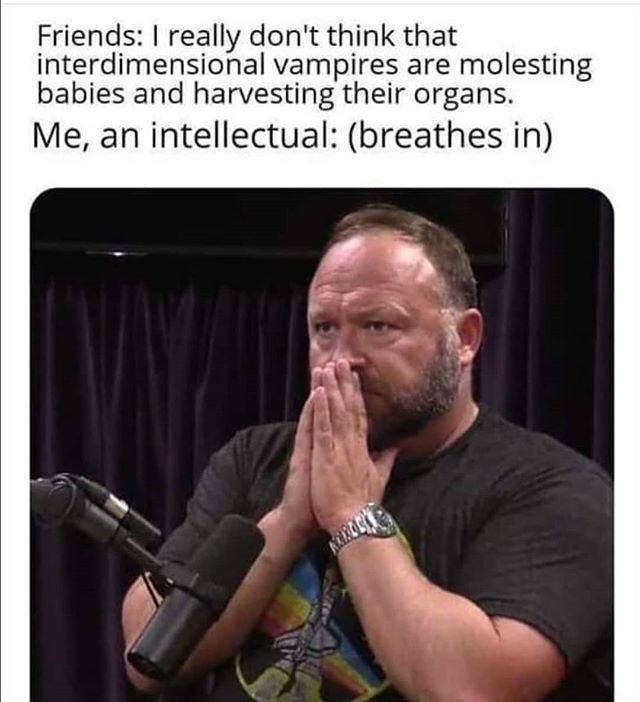 Friends: I really don't think that
interdimensional vampires are molesting
babies and harvesting their organs.
Me, an intellectual: (breathes in)